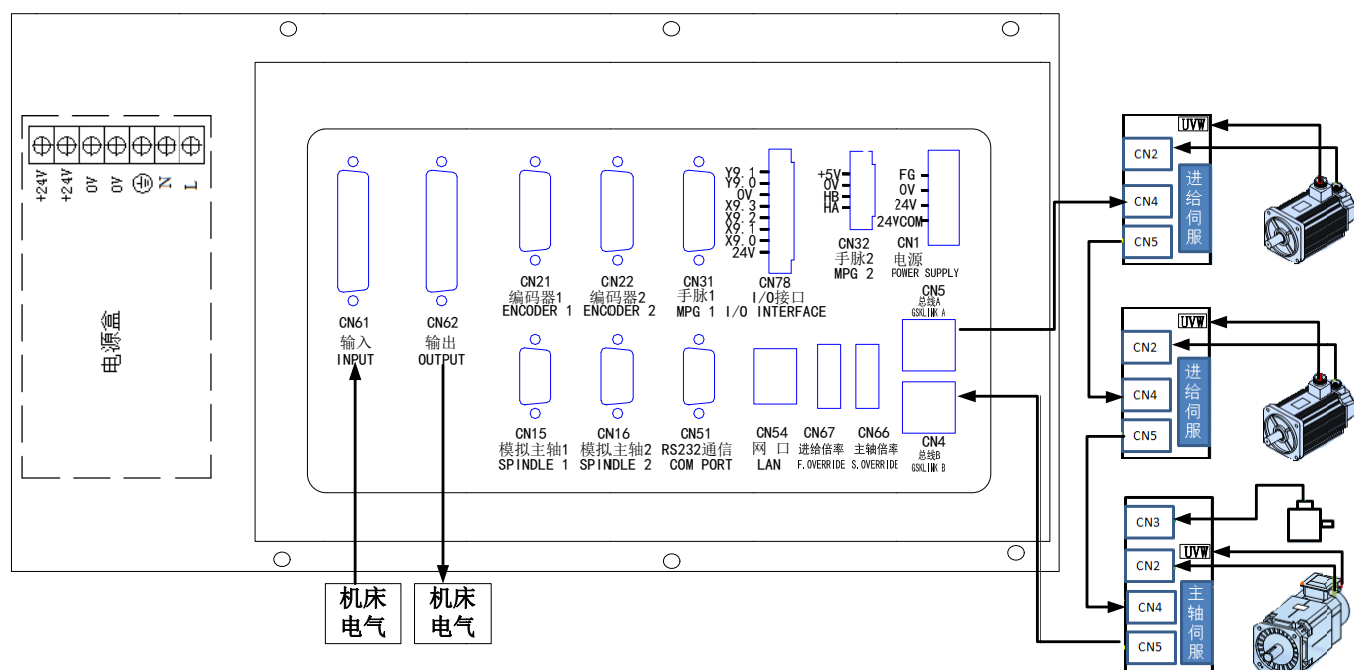 +24V
+24V
0V
0V
N
L
电源盒
CN61
输入
INPUT
CN62
输出
OUTPUT
CN21
编码器1
ENCODER 1
CN22
编码器2
ENCODER 2
CN31
手脉1
MPG 1
Y9.1
Y9.0
0V
X9.3
X9.2
X9.1
X9.0
24V
CN78
I/O接口
I/O INTERFACE
+5V
0V
HB
HA
CN32
手脉2
MPG 2
FG
0V
24V
24VCOM
CN1
电源
POWER SUPPLY
CN5
总线A
GSKLINK A
CN15
模拟主轴1
SPINDLE 1
CN16
模拟主轴2
SPINDLE 2
CN51
RS232通信
COM PORT
CN54
网 口
LAN
CN67
进给倍率
F.OVERRIDE
CN66
主轴倍率
S.OVERRIDE
CN4
总线B
GSKLINK B
机床
电气
机床
电气
UVW
CN2
CN4
CN5
进给伺服
UVW
CN2
CN4
CN5
进给伺服
CN3
UVW
CN2
CN4
CN5
主轴伺服